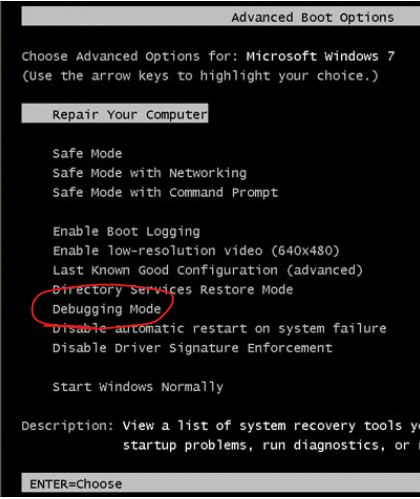 Advanced Boot Options
Choose Advanced Options for: Microsoft Windows 7
(Use the arrow keys to highlight your choice.)
Repair Your Computer
Safe Mode
Safe Mode with Networking
Safe Mode with Command Prompt
Enable Boot Logging
Enable low-resolution video (640x480)
Last Known Good Configuration (advanced)
Directory Services Restore Mode
Debugging Mode
Disable automatic restart on system failure
Disable Driver Signature Enforcement
Start Windows Normally
Description: View a list of system recovery tools
startup problems, run diagnostics, or
ENTER=Choose